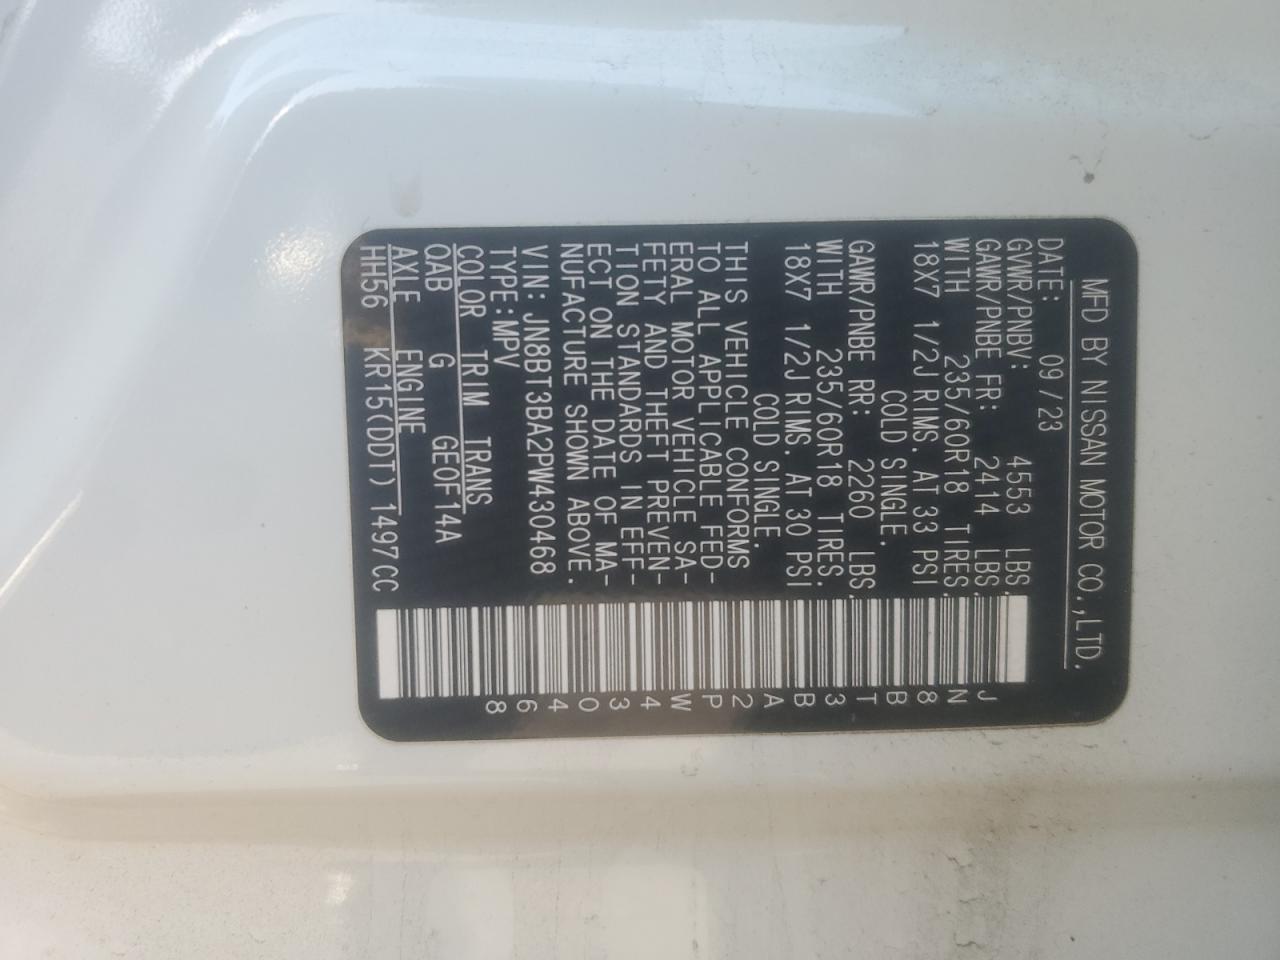 MFD BY NISSAN MOTOR CO.,LTD.
DATE: 09/23
GVWR/PNBV: 4553 LBS.
GAWR/PNBE FR: 2414 LBS.
WITH 235/60R18 TIRES.
18X7 1/2J RIMS. AT 33 PSI
COLD SINGLE.
GAWR/PNBE RR: 2260 LBS.
WITH 235/60R18 TIRES.
18X7 1/2J RIMS. AT 30 PSI
COLD SINGLE.
THIS VEHICLE CONFORMS
TO ALL APPLICABLE FED-
ERAL MOTOR VEHICLE SA-
FETY AND THEFT PREVEN-
TION STANDARDS IN EFF-
ECT ON THE DATE OF MA-
NUFACTURE SHOWN ABOVE.
VIN: JN8BT3BA2PW430468
TYPE:MPV
COLOR TRIM TRANS
QAB G GE0F14A
AXLE ENGINE
HH56 KR15(DDT) 1497CC
JN8BT3BA2PW430468